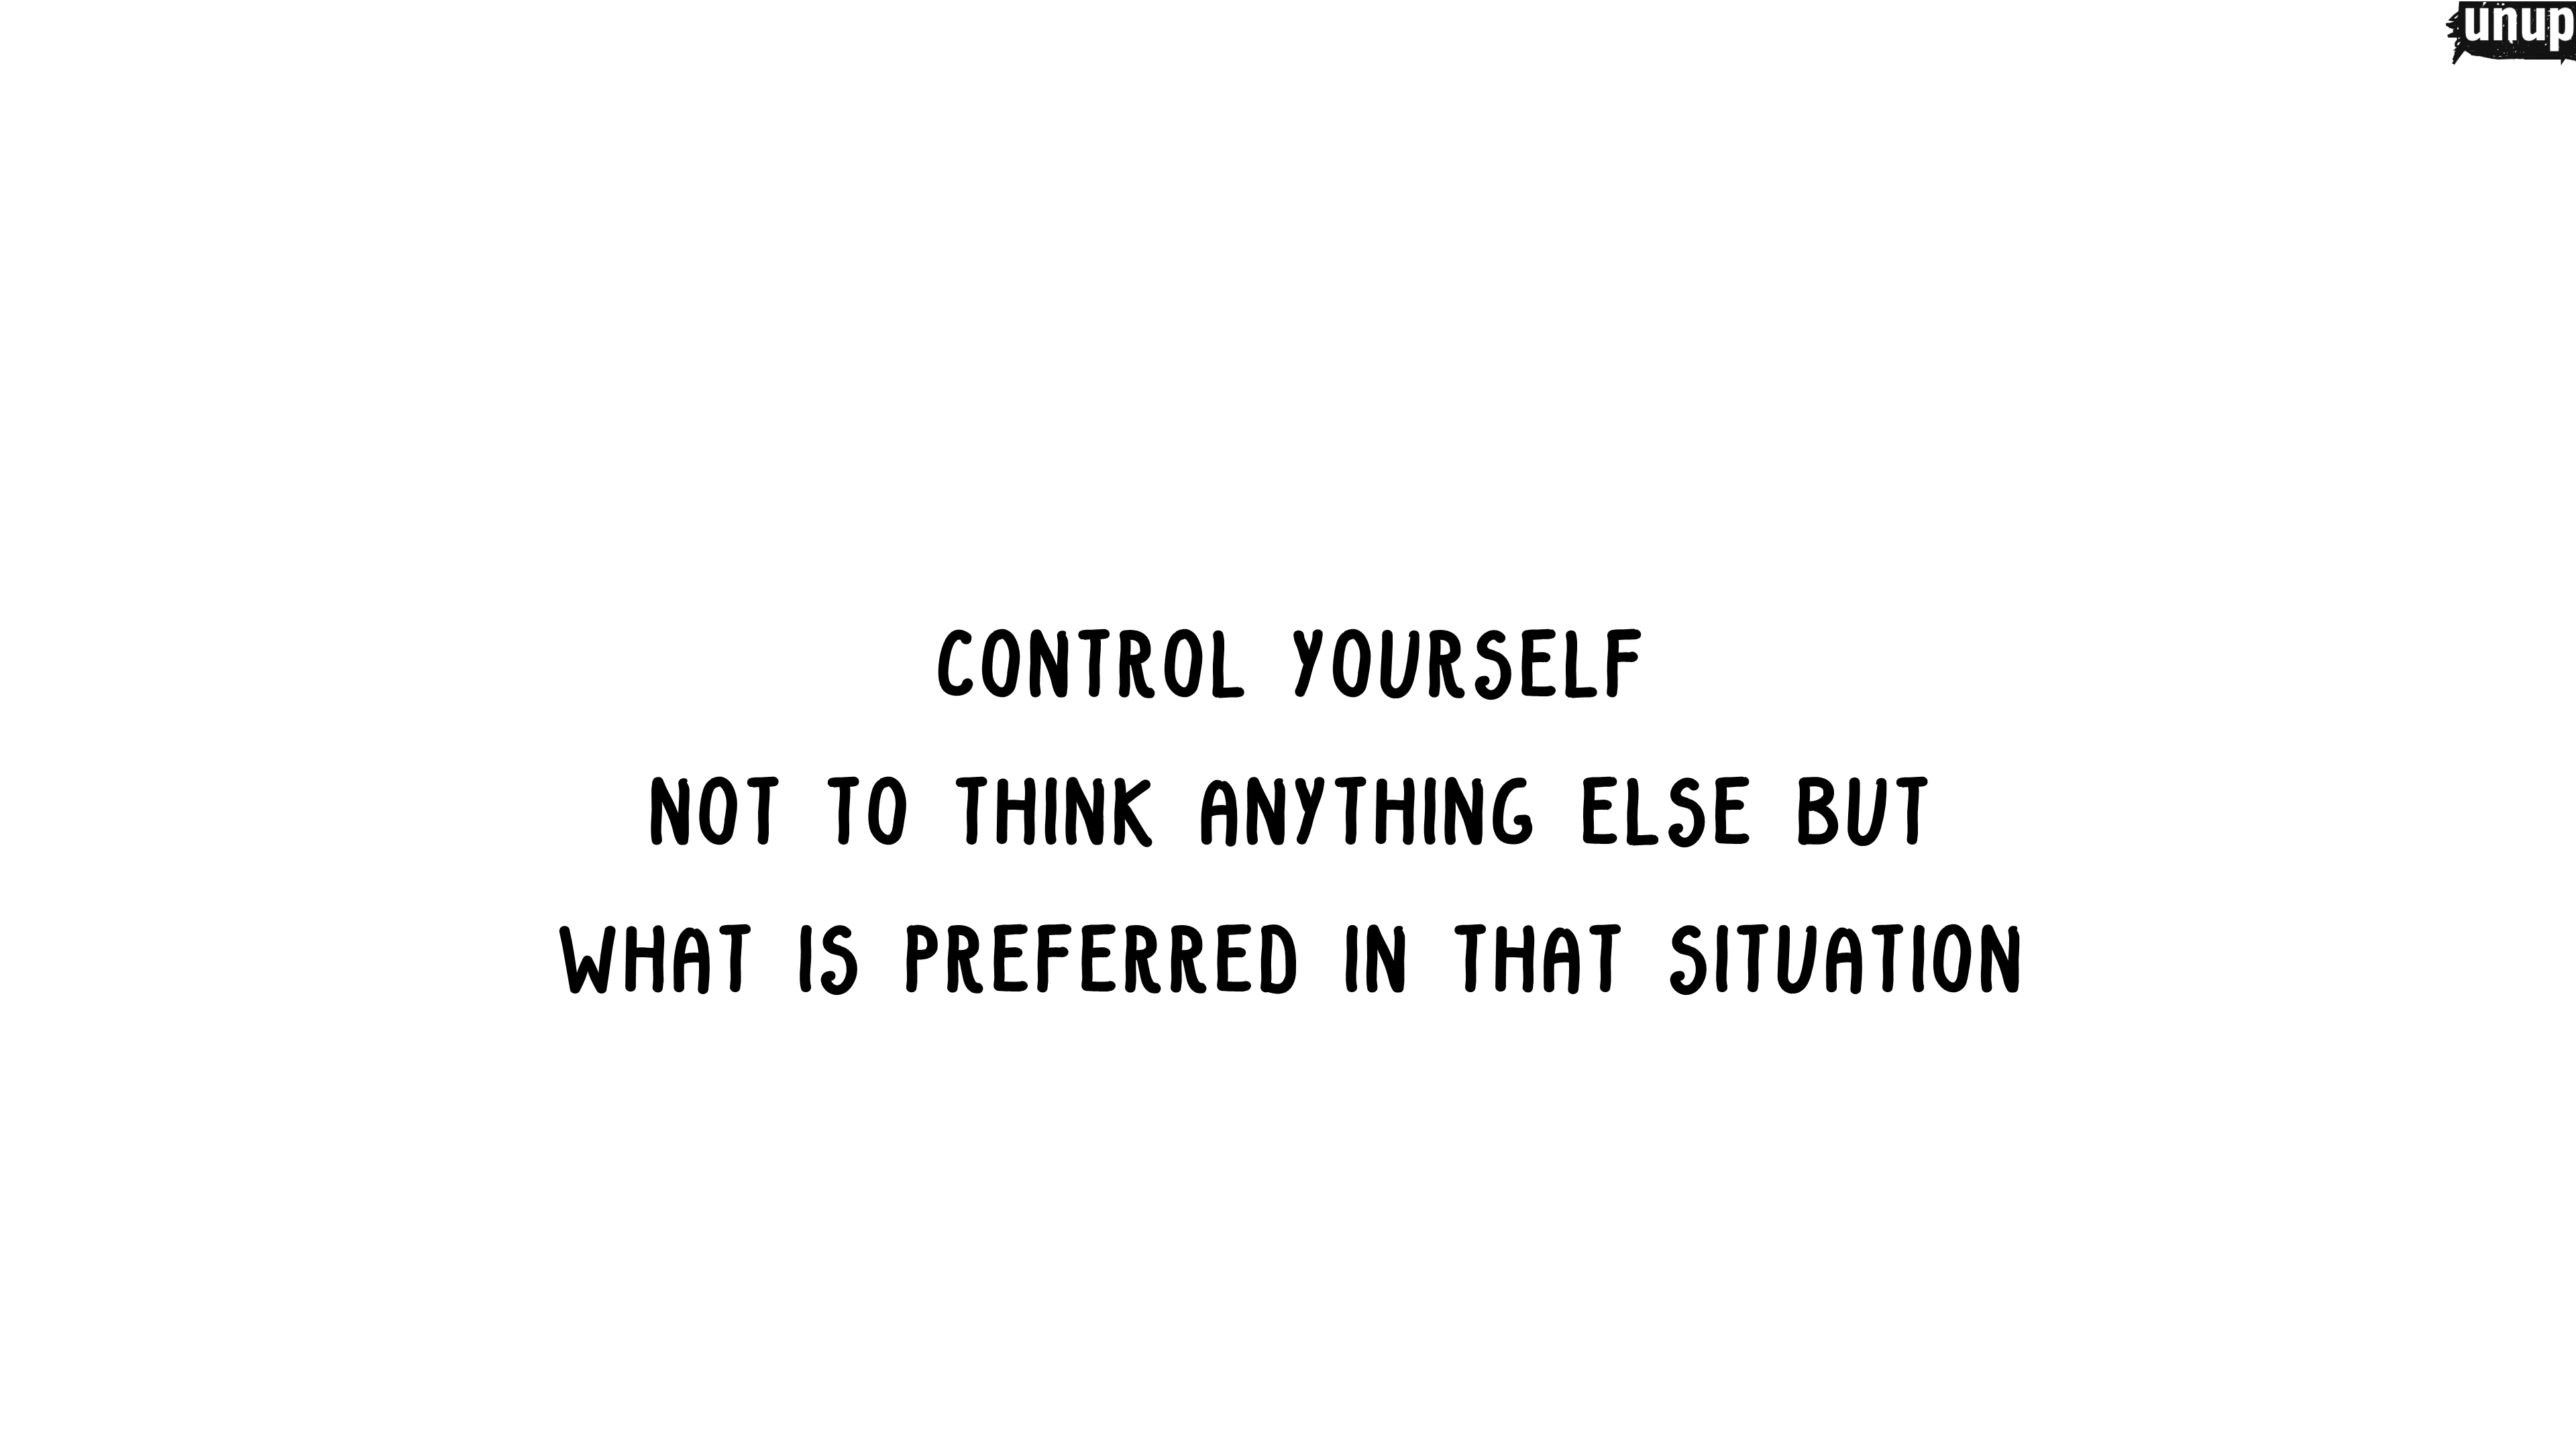 unup
CONTROL YOURSELF
NOT TO THINK ANYTHING ELSE BUT
WHAT IS PREFERRED IN THAT SITUATION